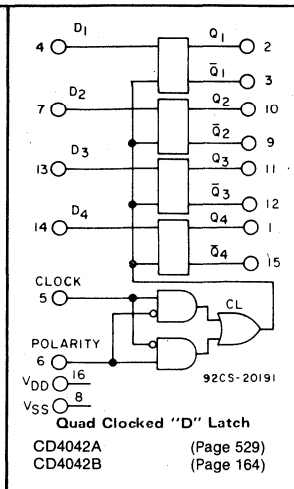 D1 Q1
4 2
Q̅1
3
D2 Q2
7 10
Q̅2
9
D3 Q3
13 11
Q̅3
12
D4 Q4
14 1
Q̅4
15
CLOCK
5
CL
POLARITY
6
92CS-20191
VDD 16
VSS 8
Quad Clocked "D" Latch
CD4042A (Page 529)
CD4042B (Page 164)